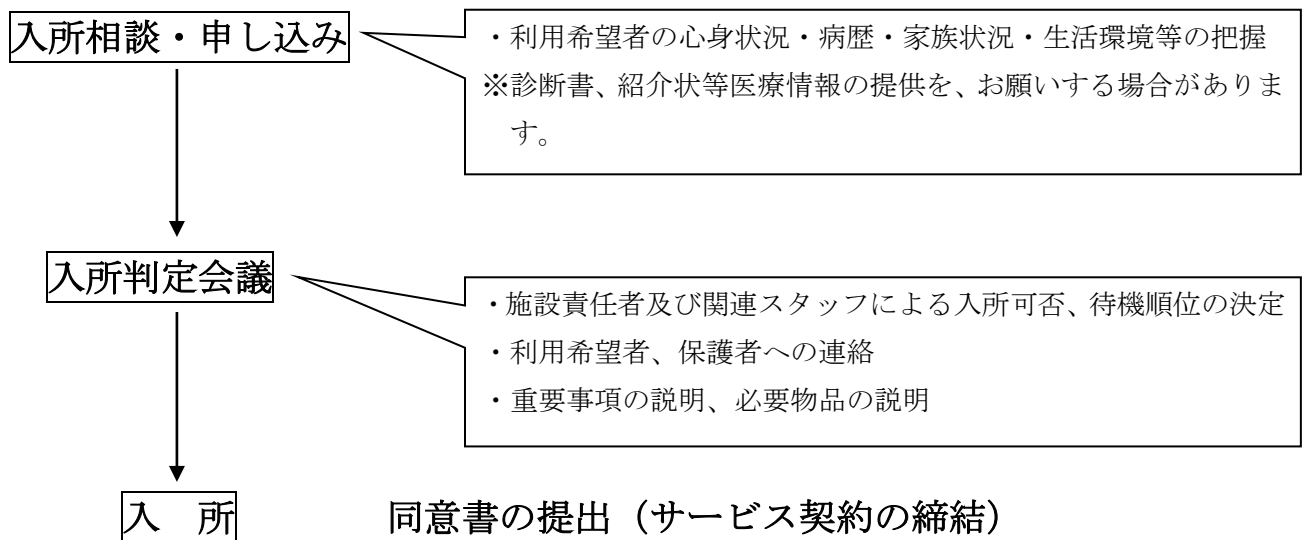 入所相談・申し込み
・利用希望者の心身状況・病歴・家族状況・生活環境等の把握
※診断書、紹介状等医療情報の提供を、お願いする場合がありま
す。
入所判定会議
・施設責任者及び関連スタッフによる入所可否、待機順位の決定
・利用希望者、保護者への連絡
・重要事項の説明、必要物品の説明
入　所
同意書の提出（サービス契約の締結）